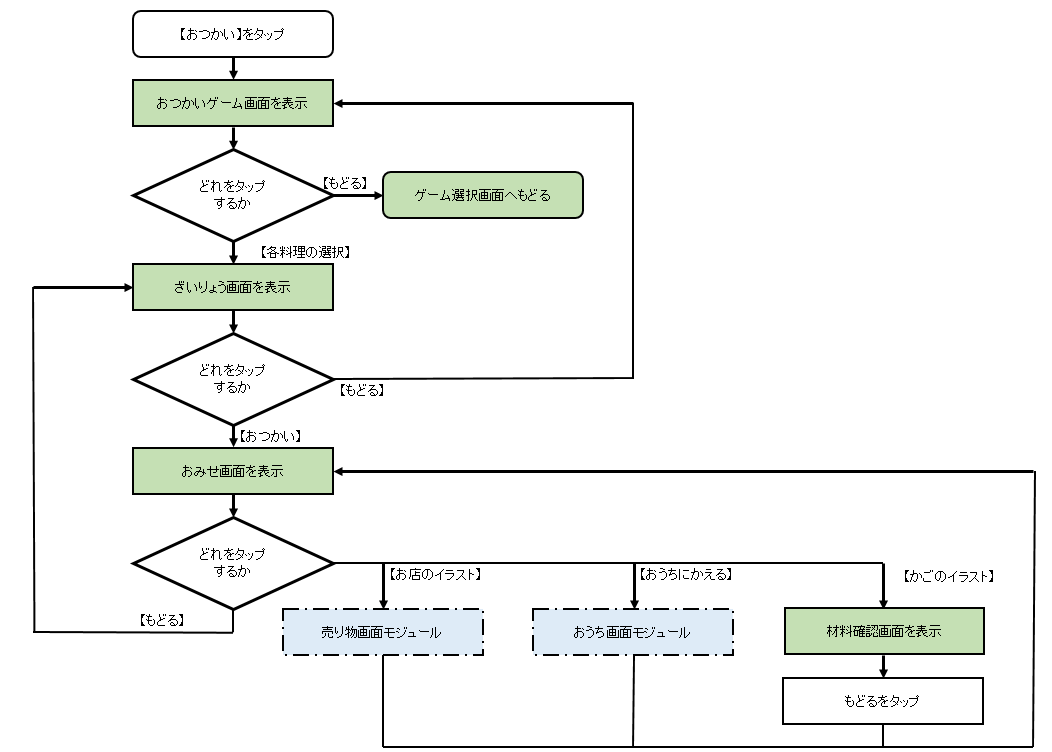 【おつかい】をタップ
おつかいゲーム画面を表示
どれをタップ
するか
【もどる】
ゲーム選択画面へもどる
【各料理の選択】
ざいりょう画面を表示
どれをタップ
するか
【もどる】
【おつかい】
おみせ画面を表示
どれをタップ
するか
【お店のイラスト】
【おうちにかえる】
【かごのイラスト】
【もどる】
売り物画面モジュール
おうち画面モジュール
材料確認画面を表示
もどるをタップ